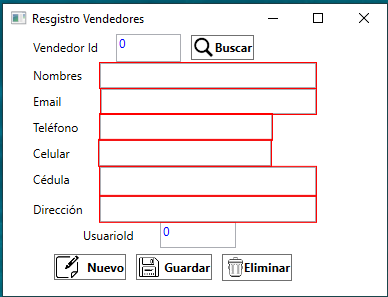 Resgistro Vendedores
Vendedor Id 0 Buscar
Nombres
Email
Teléfono
Celular
Cédula
Dirección
UsuarioId 0
Nuevo Guardar Eliminar